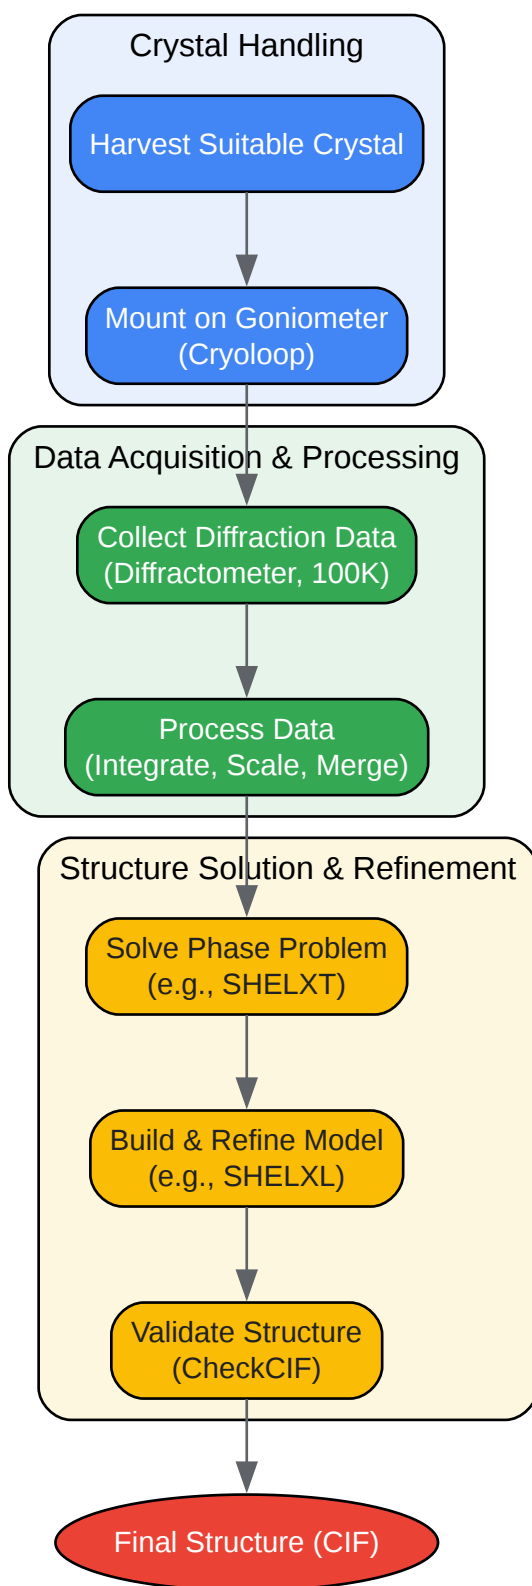 Crystal Handling
Harvest Suitable Crystal
Mount on Goniometer
(Cryoloop)
Data Acquisition & Processing
Collect Diffraction Data
(Diffractometer, 100K)
Process Data
(Integrate, Scale, Merge)
Structure Solution & Refinement
Solve Phase Problem
(e.g., SHELXT)
Build & Refine Model
(e.g., SHELXL)
Validate Structure
(CheckCIF)
Final Structure (CIF)